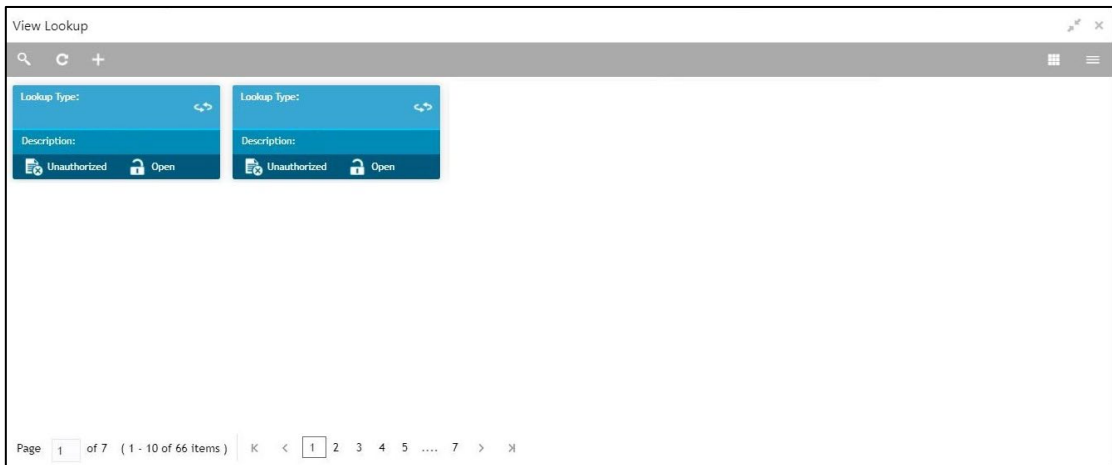 View Lookup
Lookup Type: Lookup Type:
Description: Description:
Unauthorized Open Unauthorized Open
Page 1 of 7 ( 1 - 10 of 66 items ) K < 1 2 3 4 5 .... 7 > Ʞ